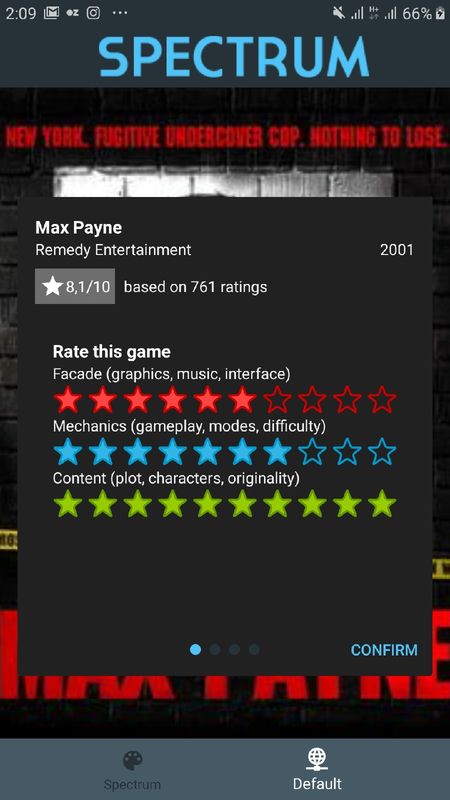 2:09
H+
66%
SPECTRUM
NEW YORK. FUGITIVE UNDERCOVER COP. NOTHING TO LOSE.
Max Payne
Remedy Entertainment 2001
8,1/10 based on 761 ratings
Rate this game
Facade (graphics, music, interface)
Mechanics (gameplay, modes, difficulty)
Content (plot, characters, originality)
CONFIRM
MAX PAYNE
Spectrum Default